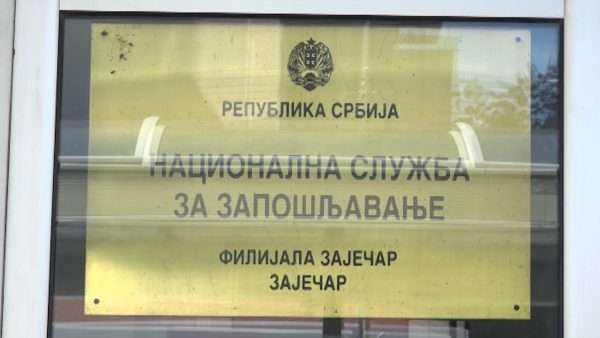 РЕПУБЛИКА СРБИЈА
НАЦИОНАЛНА СЛУЖБА
ЗА ЗАПОШЉАВАЊЕ
ФИЛИЈАЛА ЗАЈЕЧАР
ЗАЈЕЧАР